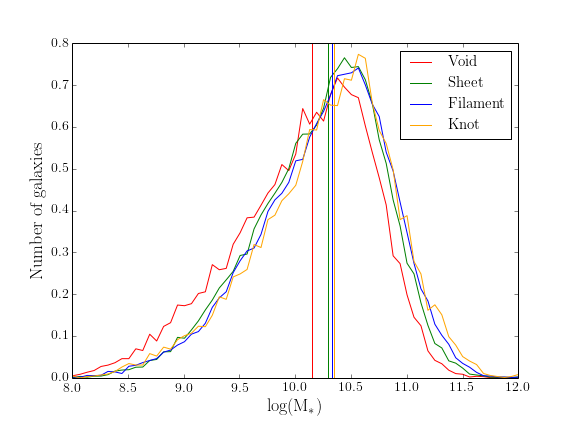 0.8
0.7
0.6
0.5
0.4
0.3
0.2
0.1
0.0
Number of galaxies
Void
Sheet
Filament
Knot
8.0 8.5 9.0 9.5 10.0 10.5 11.0 11.5 12.0
log(M∗)